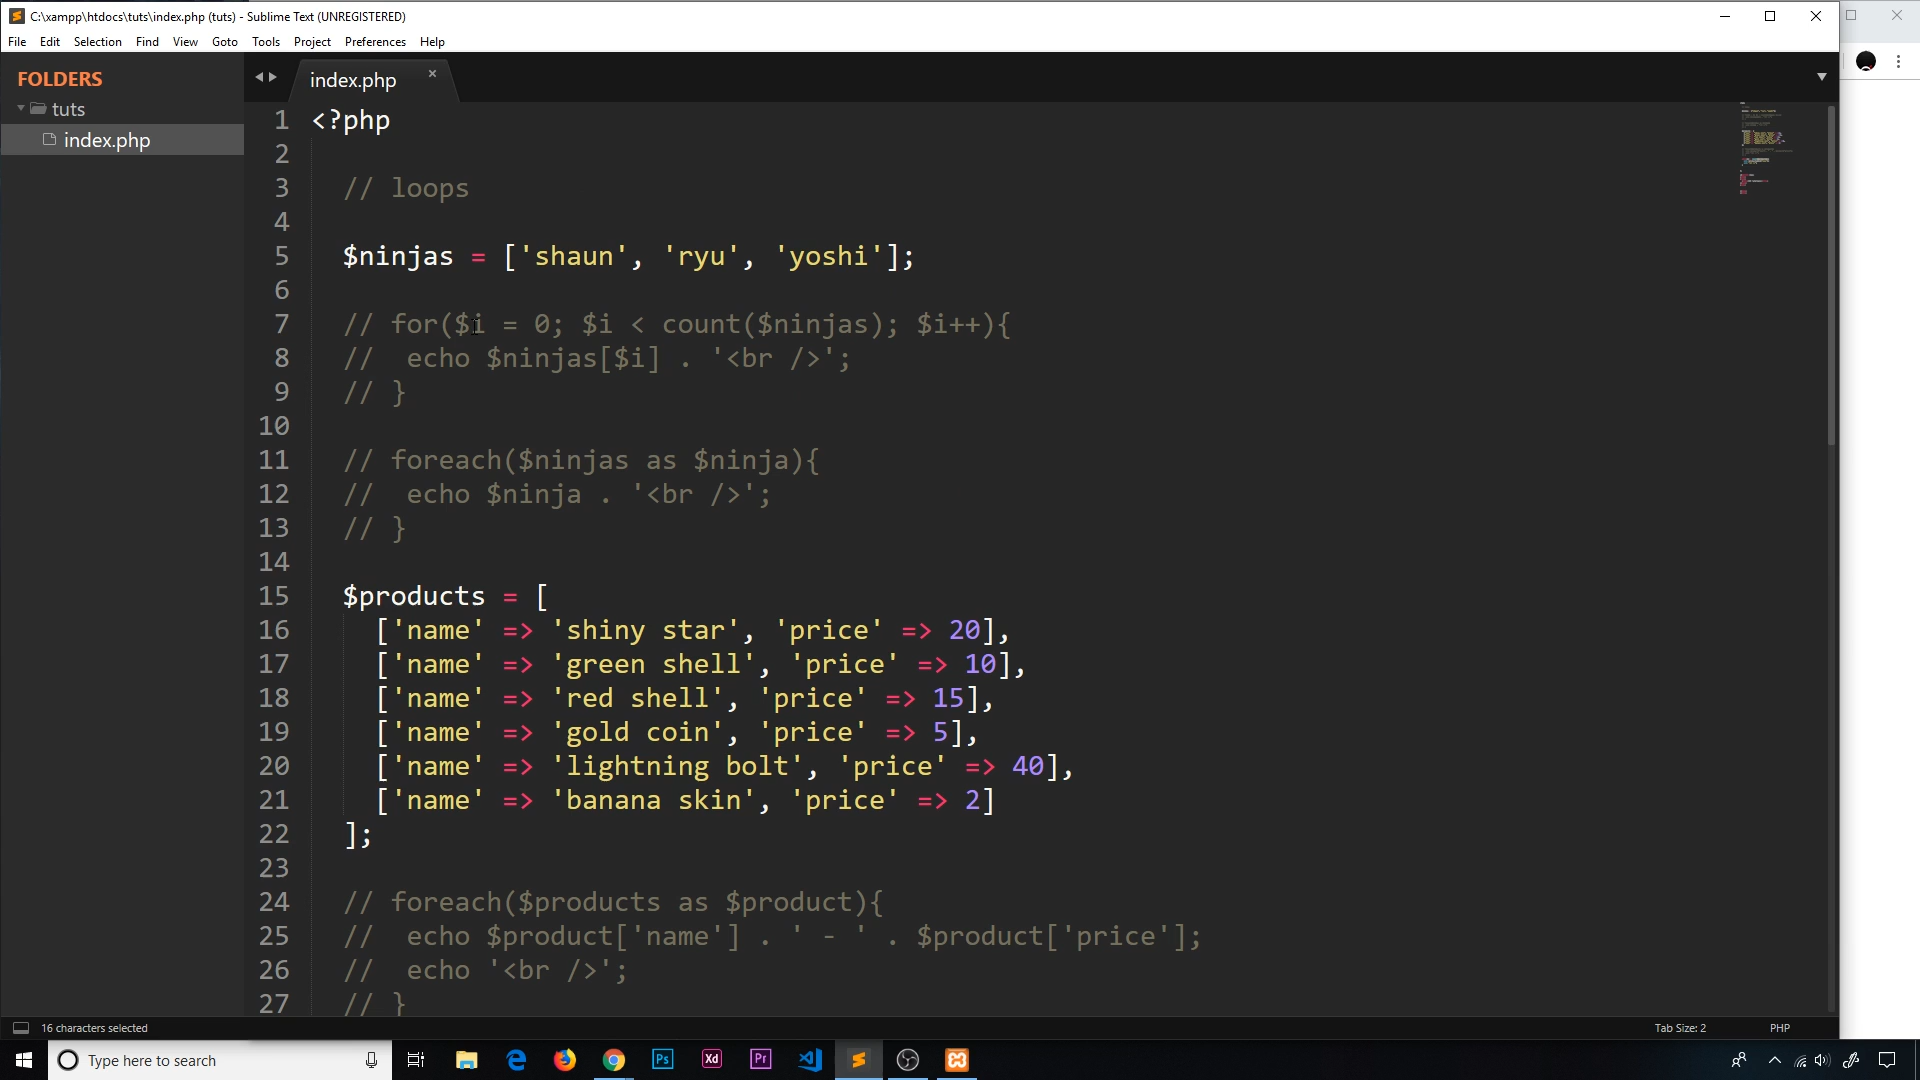 C:\xampp\htdocs\tuts\index.php (tuts) - Sublime Text (UNREGISTERED)
File Edit Selection Find View Goto Tools Project Preferences Help
FOLDERS
tuts
index.php
index.php
1 <?php
2
3 // loops
4
5 $ninjas = ['shaun', 'ryu', 'yoshi'];
6
7 // for($i = 0; $i < count($ninjas); $i++){
8 //  echo $ninjas[$i] . '<br />';
9 // }
10
11 // foreach($ninjas as $ninja){
12 //  echo $ninja . '<br />';
13 // }
14
15 $products = [
16 ['name' => 'shiny star', 'price' => 20],
17 ['name' => 'green shell', 'price' => 10],
18 ['name' => 'red shell', 'price' => 15],
19 ['name' => 'gold coin', 'price' => 5],
20 ['name' => 'lightning bolt', 'price' => 40],
21 ['name' => 'banana skin', 'price' => 2]
22 ];
23
24 // foreach($products as $product){
25 //  echo $product['name'] . ' - ' . $product['price'];
26 //  echo '<br />';
27 // }
16 characters selected
Tab Size: 2
PHP
Type here to search
Ps
Xd
Pr